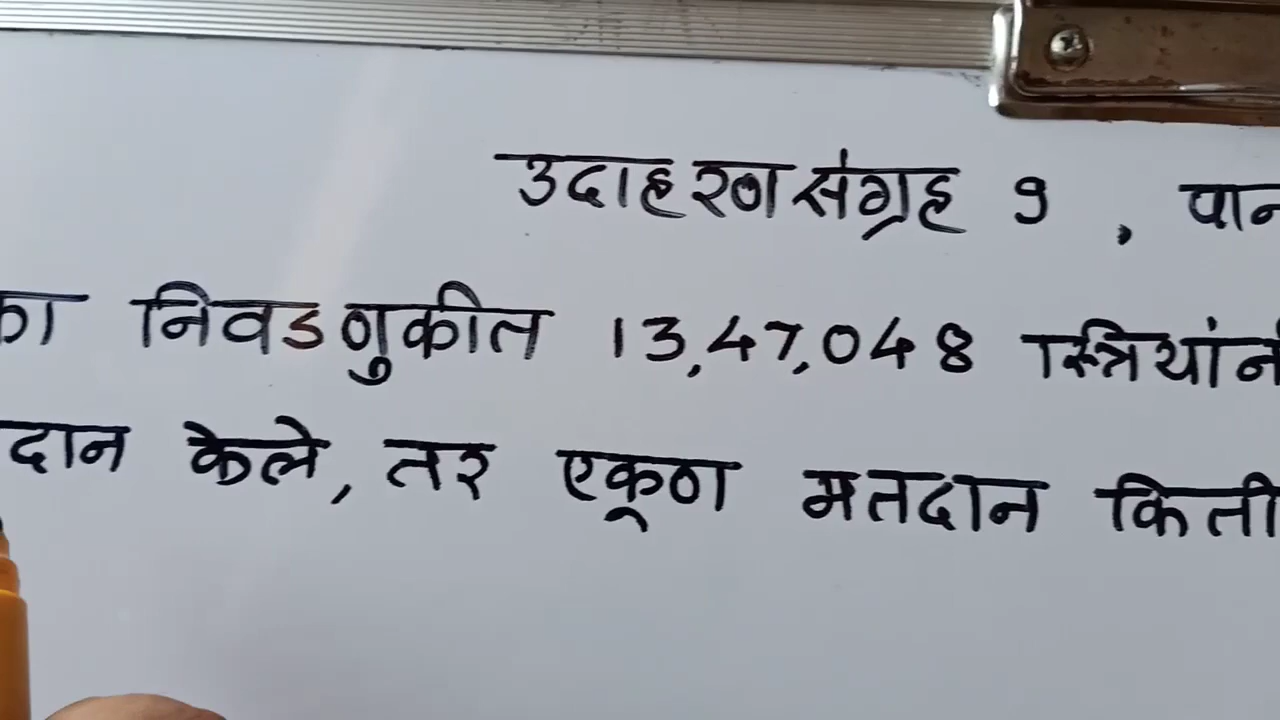 उदाहरणसंग्रह 9, पान
का निवडणुकीत 13,47,048 स्त्रियांनी
दान केले, तर एकूण मतदान किती